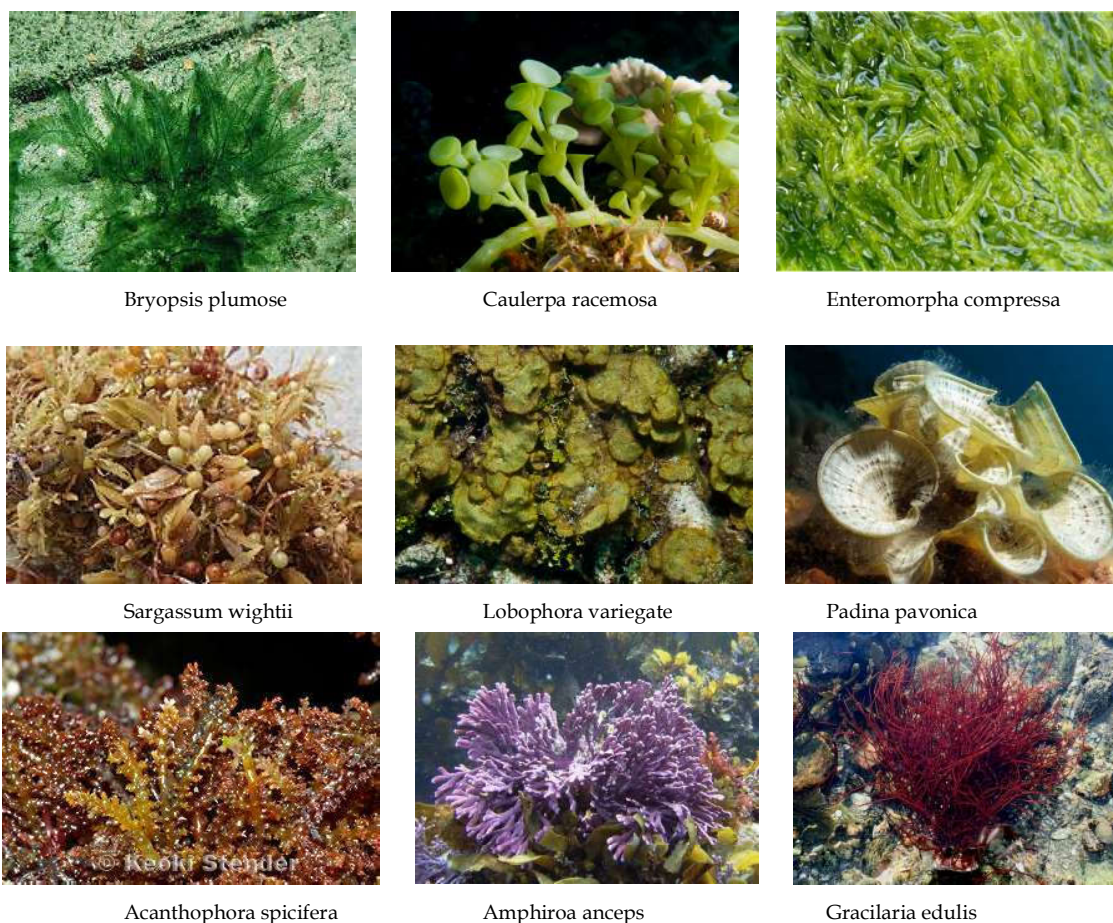 Bryopsis plumose
Caulerpa racemosa
Enteromorpha compressa
Sargassum wightii
Lobophora variegate
Padina pavonica
© Keoki Stender
Acanthophora spicifera
Amphiroa anceps
Gracilaria edulis